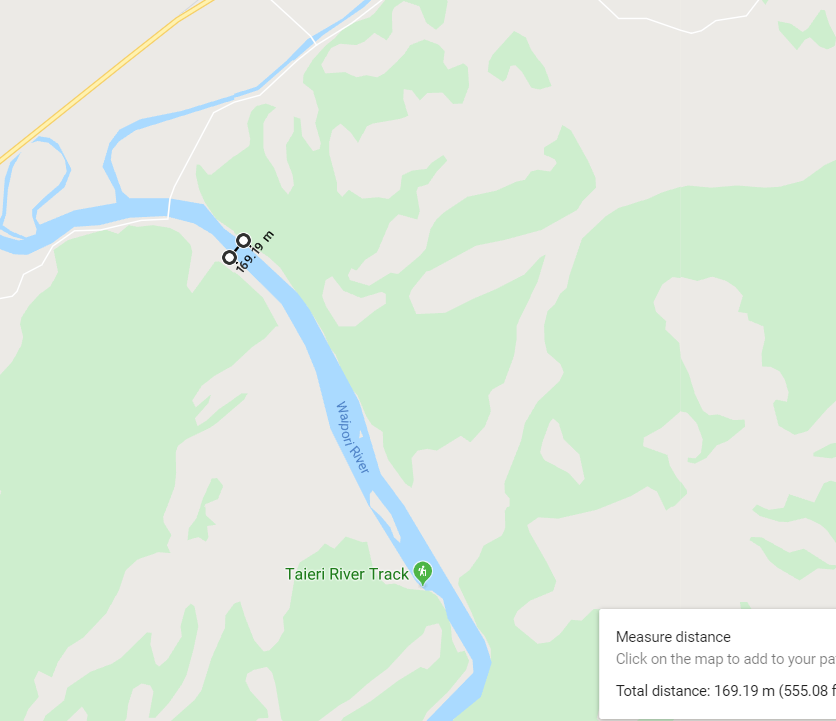 169.19 m
Waipori River
Taieri River Track
Measure distance
Click on the map to add to your pa
Total distance: 169.19 m (555.08 f